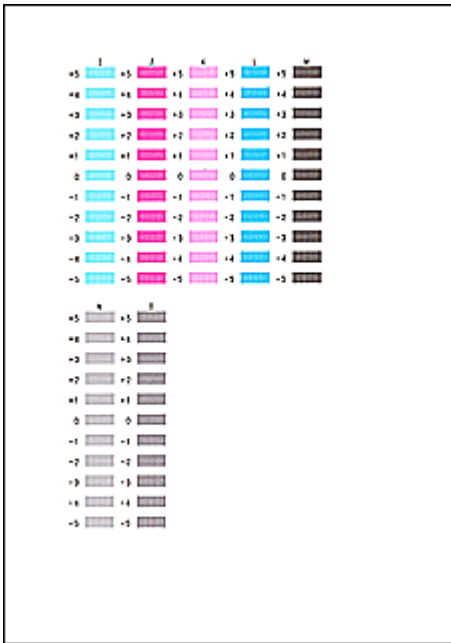 I J K L M
+5 +5 +5 +5 +5
+4 +4 +4 +4 +4
+3 +3 +3 +3 +3
+2 +2 +2 +2 +2
+1 +1 +1 +1 +1
0 0 0 0 0
-1 -1 -1 -1 -1
-2 -2 -2 -2 -2
-3 -3 -3 -3 -3
-4 -4 -4 -4 -4
-5 -5 -5 -5 -5
+5 +5
+4 +4
+3 +3
+2 +2
+1 +1
0 0
-1 -1
-2 -2
-3 -3
-4 -4
-5 -5